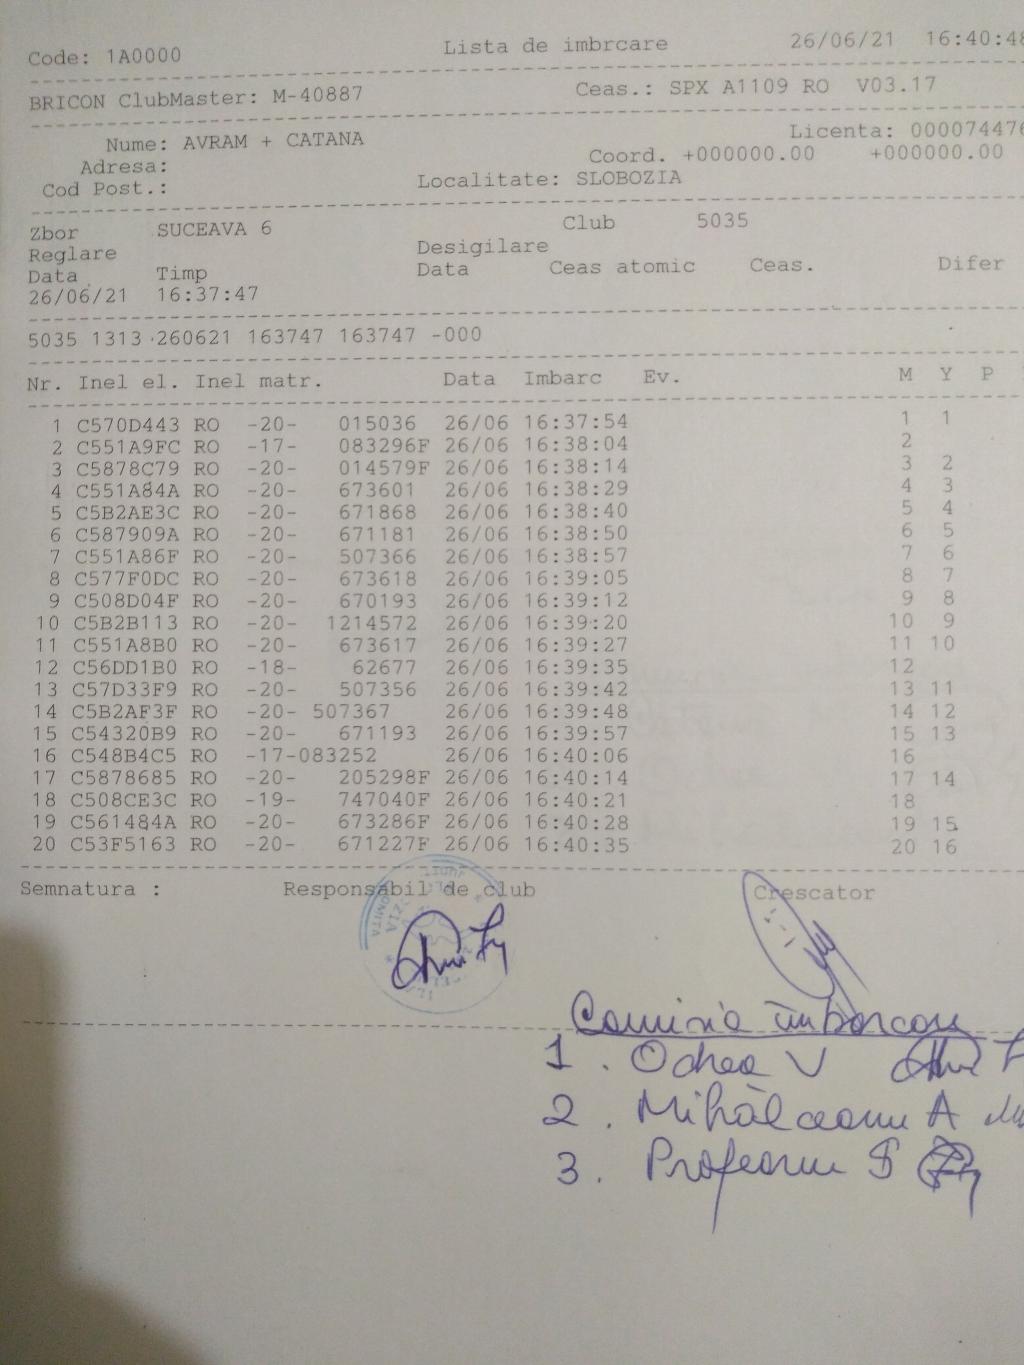 Code: 1A0000 Lista de imbrcare 26/06/21 16:40:48
BRICON ClubMaster: M-40887 Ceas.: SPX A1109 RO V03.17
Nume: AVRAM + CATANA Licenta: 000074476
Adresa: Coord. +000000.00 +000000.00
Cod Post.: Localitate: SLOBOZIA
Zbor SUCEAVA 6 Club 5035
Reglare Desigilare
Data Timp Data Ceas atomic Ceas. Difer
26/06/21 16:37:47
5035 1313 260621 163747 163747 -000
Nr. Inel el. Inel matr. Data Imbarc Ev. M Y P
1 C570D443 RO -20- 015036 26/06 16:37:54 1 1
2 C551A9FC RO -17- 083296F 26/06 16:38:04 2
3 C5878C79 RO -20- 014579F 26/06 16:38:14 3 2
4 C551A84A RO -20- 673601 26/06 16:38:29 4 3
5 C5B2AE3C RO -20- 671868 26/06 16:38:40 5 4
6 C587909A RO -20- 671181 26/06 16:38:50 6 5
7 C551A86F RO -20- 507366 26/06 16:38:57 7 6
8 C577F0DC RO -20- 673618 26/06 16:39:05 8 7
9 C508D04F RO -20- 670193 26/06 16:39:12 9 8
10 C5B2B113 RO -20- 1214572 26/06 16:39:20 10 9
11 C551A8B0 RO -20- 673617 26/06 16:39:27 11 10
12 C56DD1B0 RO -18- 62677 26/06 16:39:35 12
13 C57D33F9 RO -20- 507356 26/06 16:39:42 13 11
14 C5B2AF3F RO -20- 507367 26/06 16:39:48 14 12
15 C54320B9 RO -20- 671193 26/06 16:39:57 15 13
16 C548B4C5 RO -17-083252 26/06 16:40:06 16
17 C5878685 RO -20- 205298F 26/06 16:40:14 17 14
18 C508CE3C RO -19- 747040F 26/06 16:40:21 18
19 C561484A RO -20- 673286F 26/06 16:40:28 19 15
20 C53F5163 RO -20- 671227F 26/06 16:40:35 20 16
Semnatura : Responsabil de club Crescator
Comisia îmbarcare
1. Ochea V
2. Mihălceanu A
3. Profeanu S